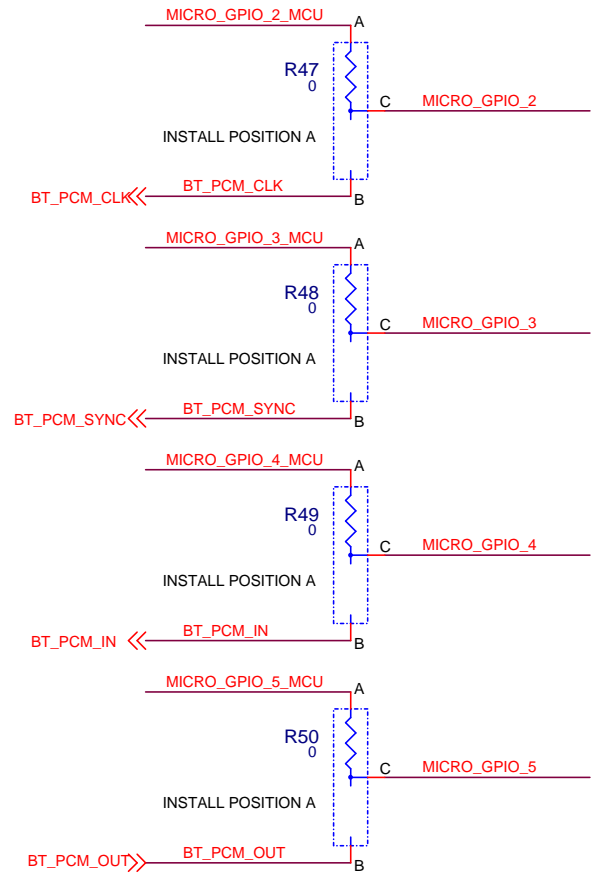 MICRO_GPIO_2_MCU
A
R47
0
C
MICRO_GPIO_2
INSTALL POSITION A
BT_PCM_CLK
BT_PCM_CLK
B
MICRO_GPIO_3_MCU
A
R48
0
C
MICRO_GPIO_3
INSTALL POSITION A
BT_PCM_SYNC
BT_PCM_SYNC
B
MICRO_GPIO_4_MCU
A
R49
0
C
MICRO_GPIO_4
INSTALL POSITION A
BT_PCM_IN
BT_PCM_IN
B
MICRO_GPIO_5_MCU
A
R50
0
C
MICRO_GPIO_5
INSTALL POSITION A
BT_PCM_OUT
BT_PCM_OUT
B